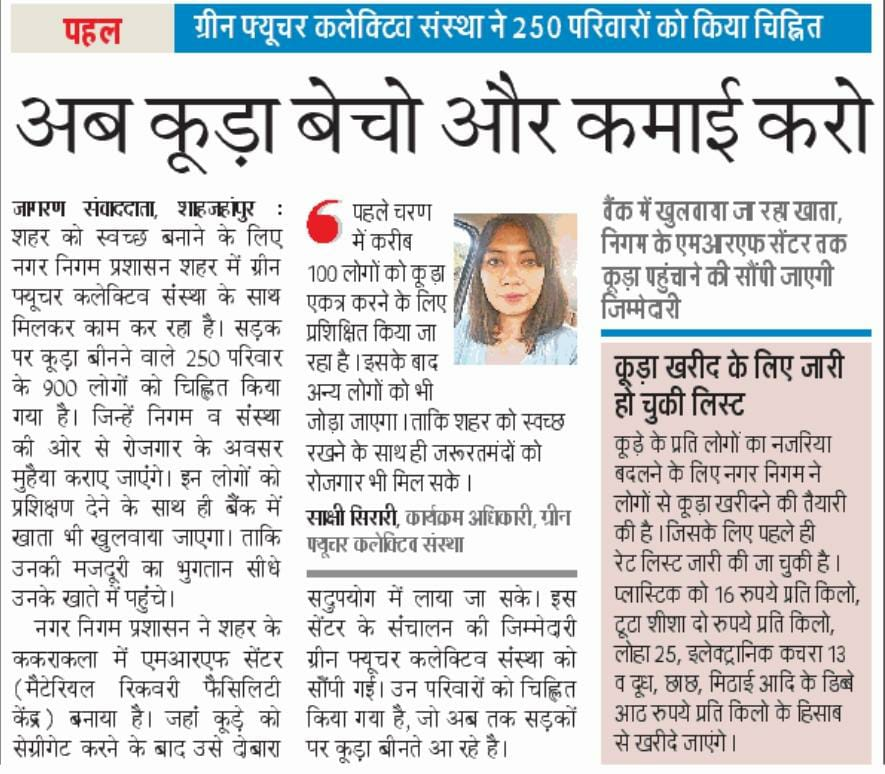 पहल
ग्रीन फ्यूचर कलेक्टिव संस्था ने 250 परिवारों को किया चिह्नित
अब कूड़ा बेचो और कमाई करो
जागरण संवाददाता, शाहजहांपुर :
शहर को स्वच्छ बनाने के लिए
नगर निगम प्रशासन शहर में ग्रीन
फ्यूचर कलेक्टिव संस्था के साथ
मिलकर काम कर रहा है। सड़क
पर कूड़ा बीनने वाले 250 परिवार
के 900 लोगों को चिह्नित किया
गया है। जिन्हें निगम व संस्था
की ओर से रोजगार के अवसर
मुहैया कराए जाएंगे। इन लोगों को
प्रशिक्षण देने के साथ ही बैंक में
खाता भी खुलवाया जाएगा। ताकि
उनकी मजदूरी का भुगतान सीधे
उनके खाते में पहुंचे।
नगर निगम प्रशासन ने शहर के
ककराकला में एमआरएफ सेंटर
(मैटेरियल रिकवरी फैसिलिटी
केंद्र) बनाया है। जहां कूड़े को
सेग्रीगेट करने के बाद उसे दोबारा
पहले चरण
में करीब
100 लोगों को कूड़ा
एकत्र करने के लिए
प्रशिक्षित किया जा
रहा है। इसके बाद
अन्य लोगों को भी
जोड़ा जाएगा। ताकि शहर को स्वच्छ
रखने के साथ ही जरूरतमंदों को
रोजगार भी मिल सके।
साक्षी सिरारी, कार्यक्रम अधिकारी, ग्रीन
फ्यूचर कलेक्टिव संस्था
सदुपयोग में लाया जा सके। इस
सेंटर के संचालन की जिम्मेदारी
ग्रीन फ्यूचर कलेक्टिव संस्था को
सौंपी गई। उन परिवारों को चिह्नित
किया गया है, जो अब तक सड़कों
पर कूड़ा बीनते आ रहे है।
बैंक में खुलवाया जा रहा खाता,
निगम के एमआरएफ सेंटर तक
कूड़ा पहुंचाने की सौंपी जाएगी
जिम्मेदारी
कूड़ा खरीद के लिए जारी
हो चुकी लिस्ट
कूड़े के प्रति लोगों का नजरिया
बदलने के लिए नगर निगम ने
लोगों से कूड़ा खरीदने की तैयारी
की है। जिसके लिए पहले ही
रेट लिस्ट जारी की जा चुकी है।
प्लास्टिक को 16 रुपये प्रति किलो,
टूटा शीशा दो रुपये प्रति किलो,
लोहा 25, इलेक्ट्रानिक कचरा 13
व दूध, छाछ, मिठाई आदि के डिब्बे
आठ रुपये प्रति किलो के हिसाब
से खरीदे जाएंगे।